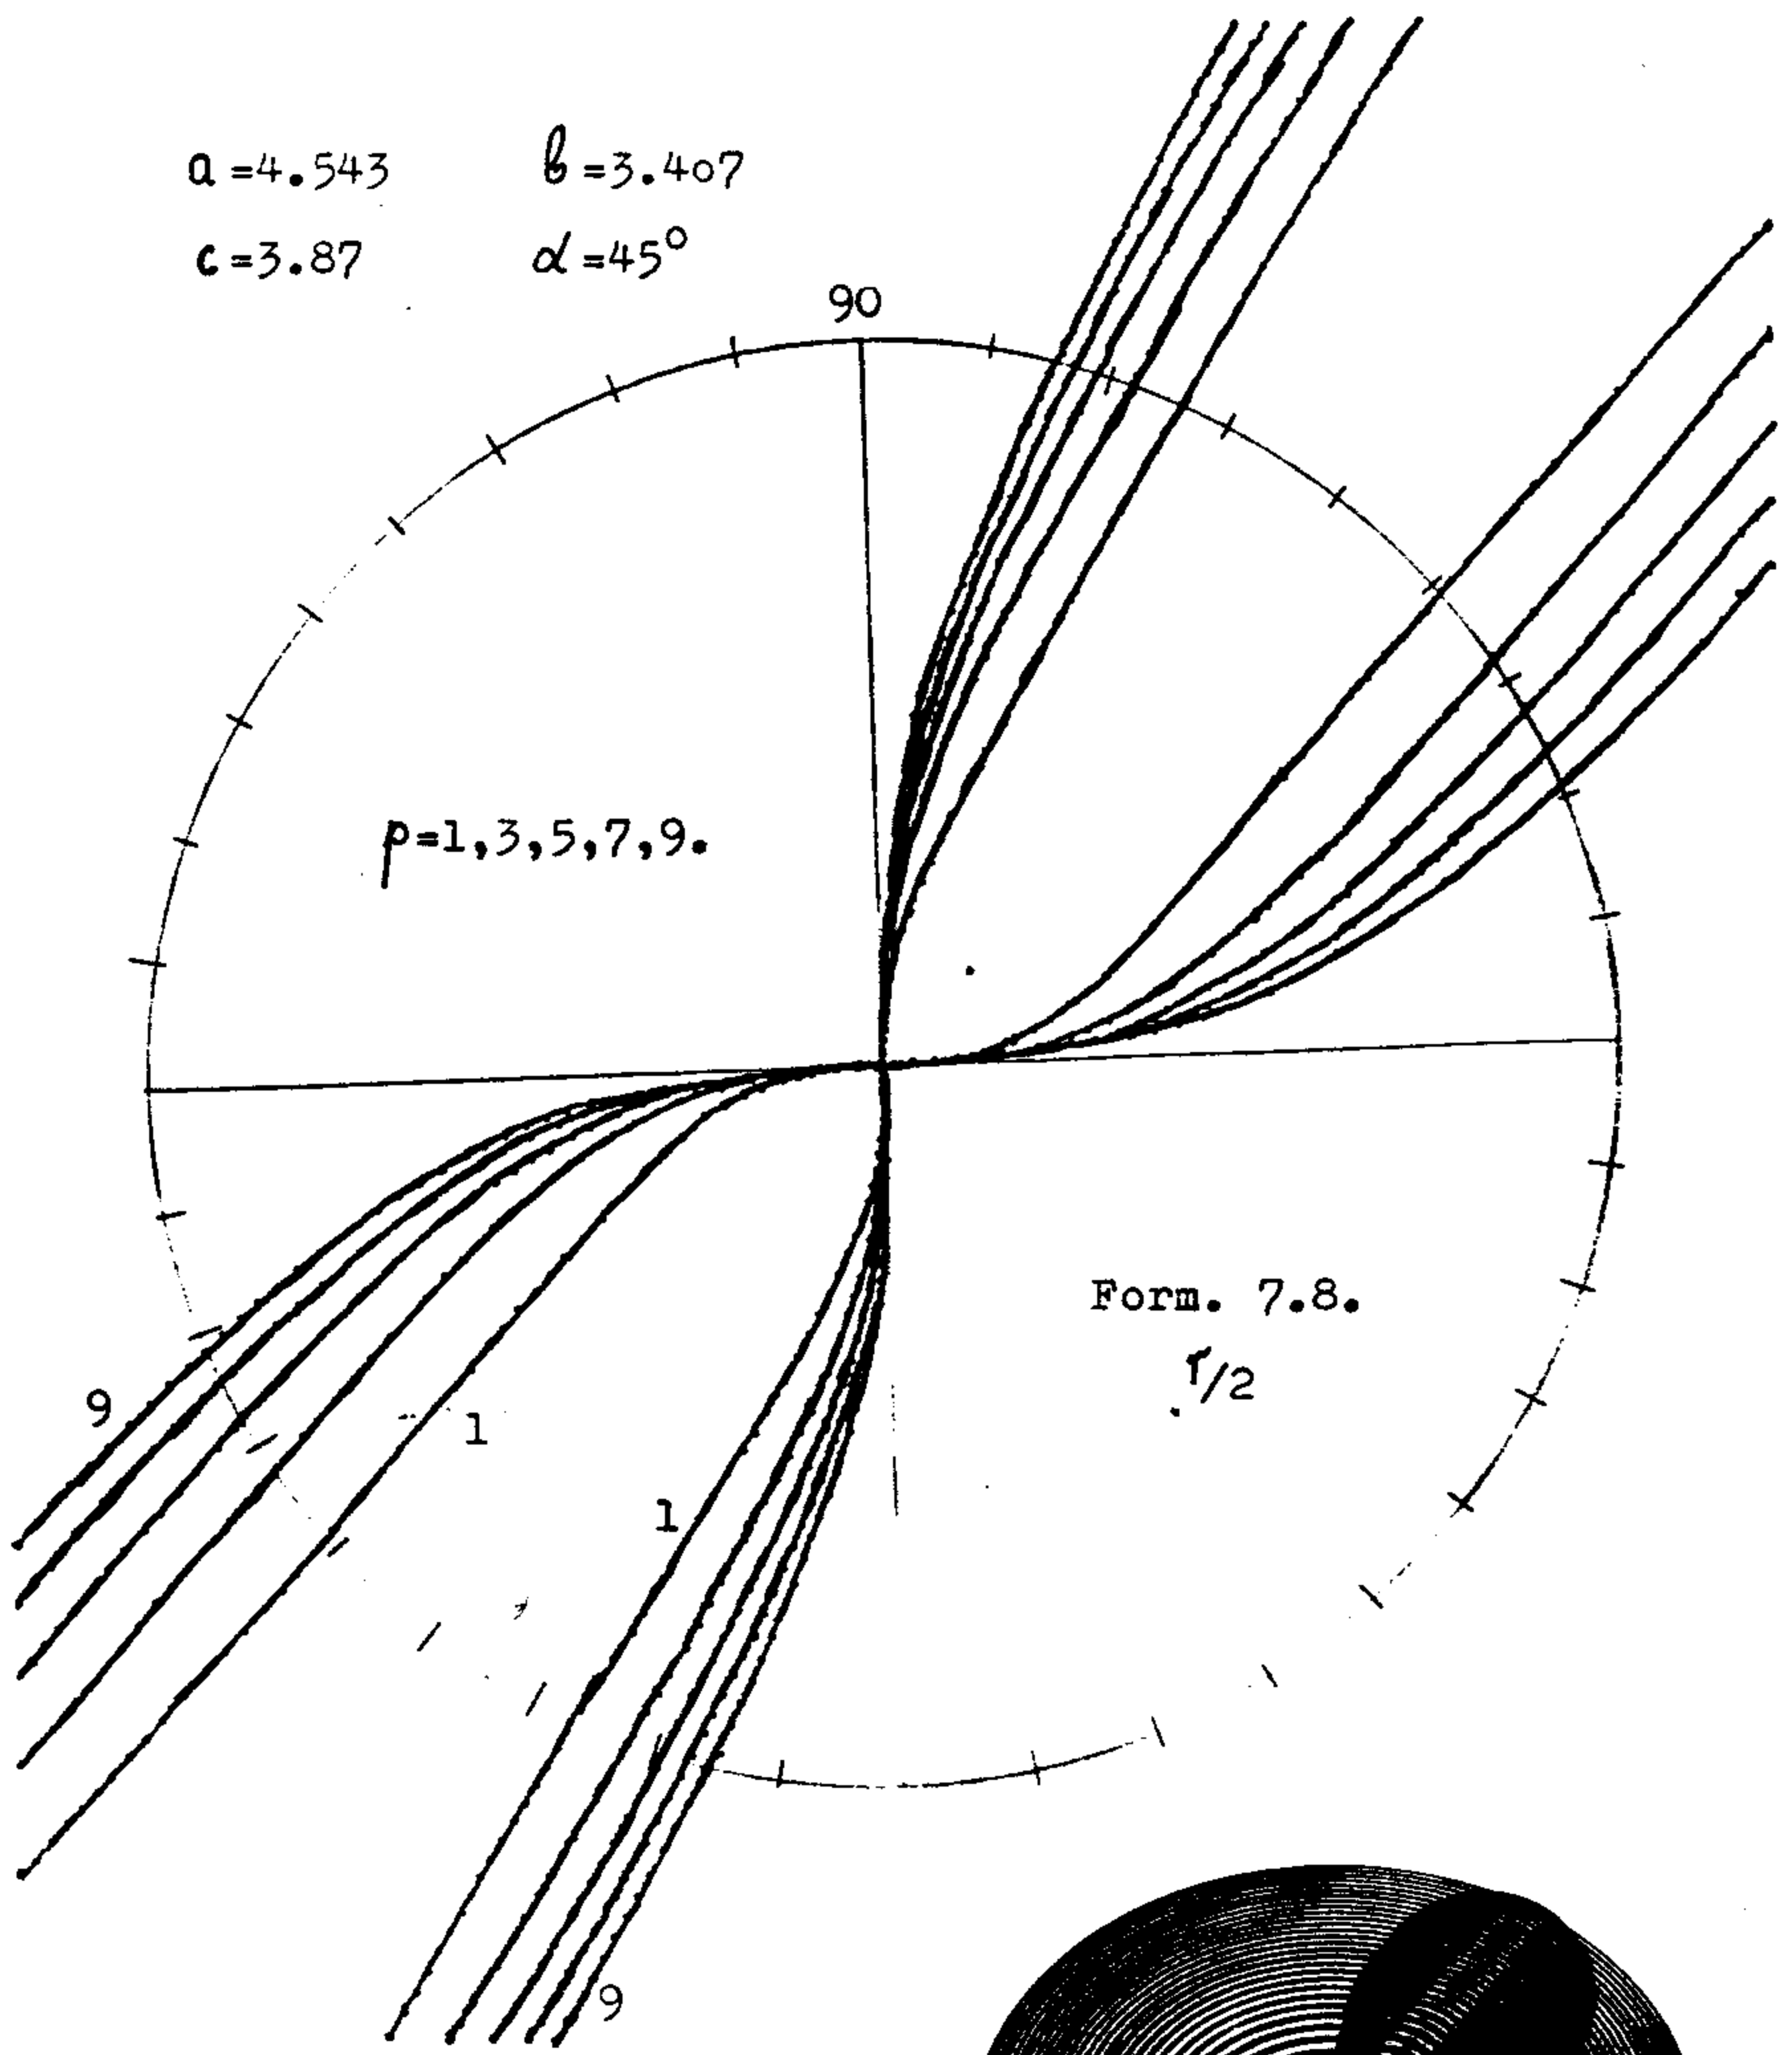 a=4.543 b=3.407
c=3.87 α=45°
90
p=1,3,5,7,9.
Form. 7.8.
r/2
9
1
1
9